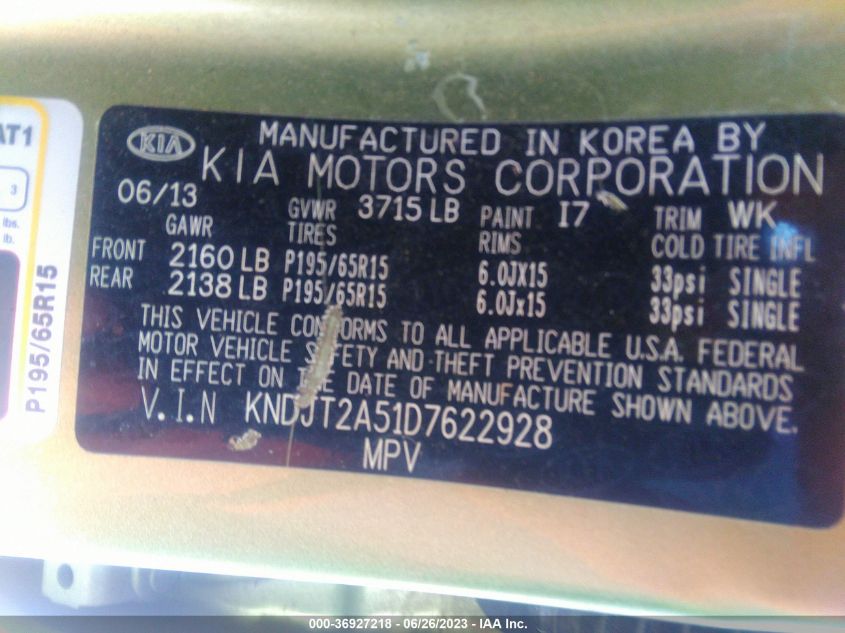 AT1
3
lbs.
lb.
P195/65R15
KIA
MANUFACTURED IN KOREA BY
KIA MOTORS CORPORATION
06/13
GAWR
GVWR 3715 LB
PAINT I7
TRIM WK
TIRES
RIMS
COLD TIRE INFL
FRONT 2160 LB P195/65R15 6.0JX15 33psi SINGLE
REAR 2138 LB P195/65R15 6.0Jx15 33psi SINGLE
THIS VEHICLE CONFORMS TO ALL APPLICABLE U.S.A. FEDERAL
MOTOR VEHICLE SAFETY AND THEFT PREVENTION STANDARDS
IN EFFECT ON THE DATE OF MANUFACTURE SHOWN ABOVE.
V.I.N KNDJT2A51D7622928
MPV
000-36927218 - 06/26/2023 - IAA Inc.